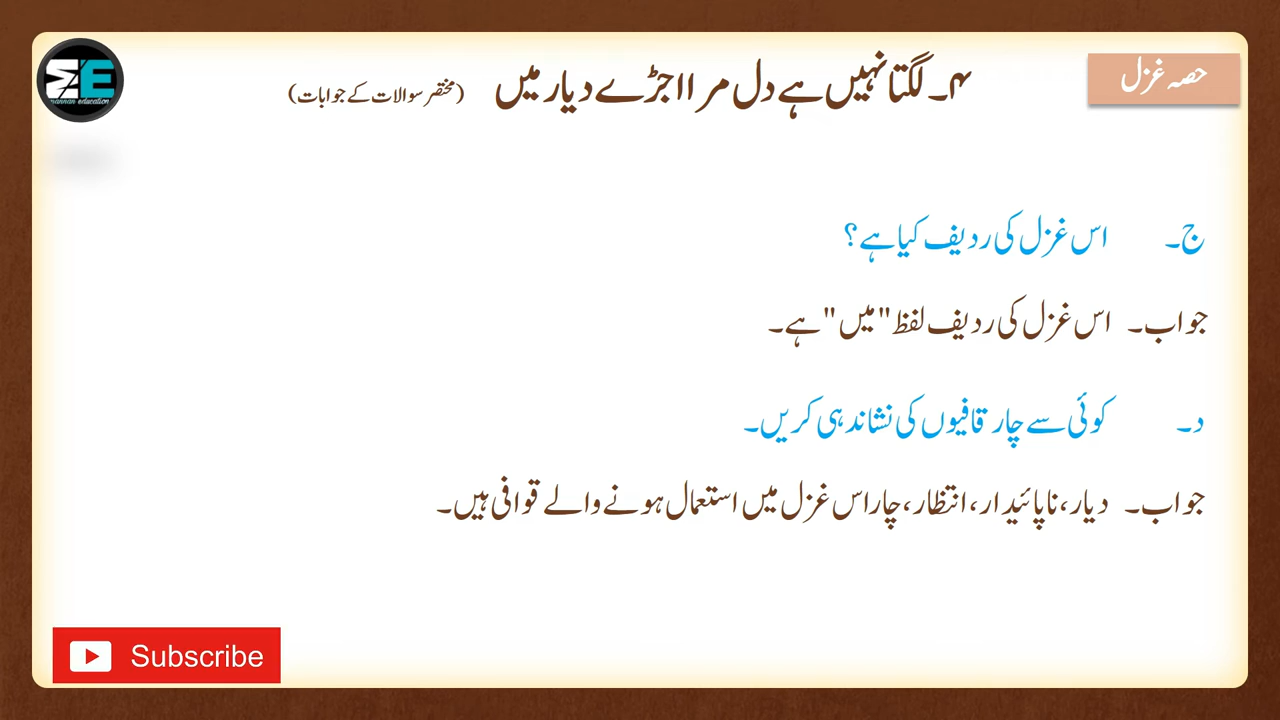 حصہ غزل
۴۔ لگتا نہیں ہے دل مرا اجڑے دیار میں (مختصر سوالات کے جوابات)
ج۔ اس غزل کی ردیف کیا ہے؟
جواب۔ اس غزل کی ردیف لفظ "میں" ہے۔
د۔ کوئی سے چار قافیوں کی نشاندہی کریں۔
جواب۔ دیار، ناپائیدار، انتظار، چار اس غزل میں استعمال ہونے والے قوافی ہیں۔
mannan education
Subscribe